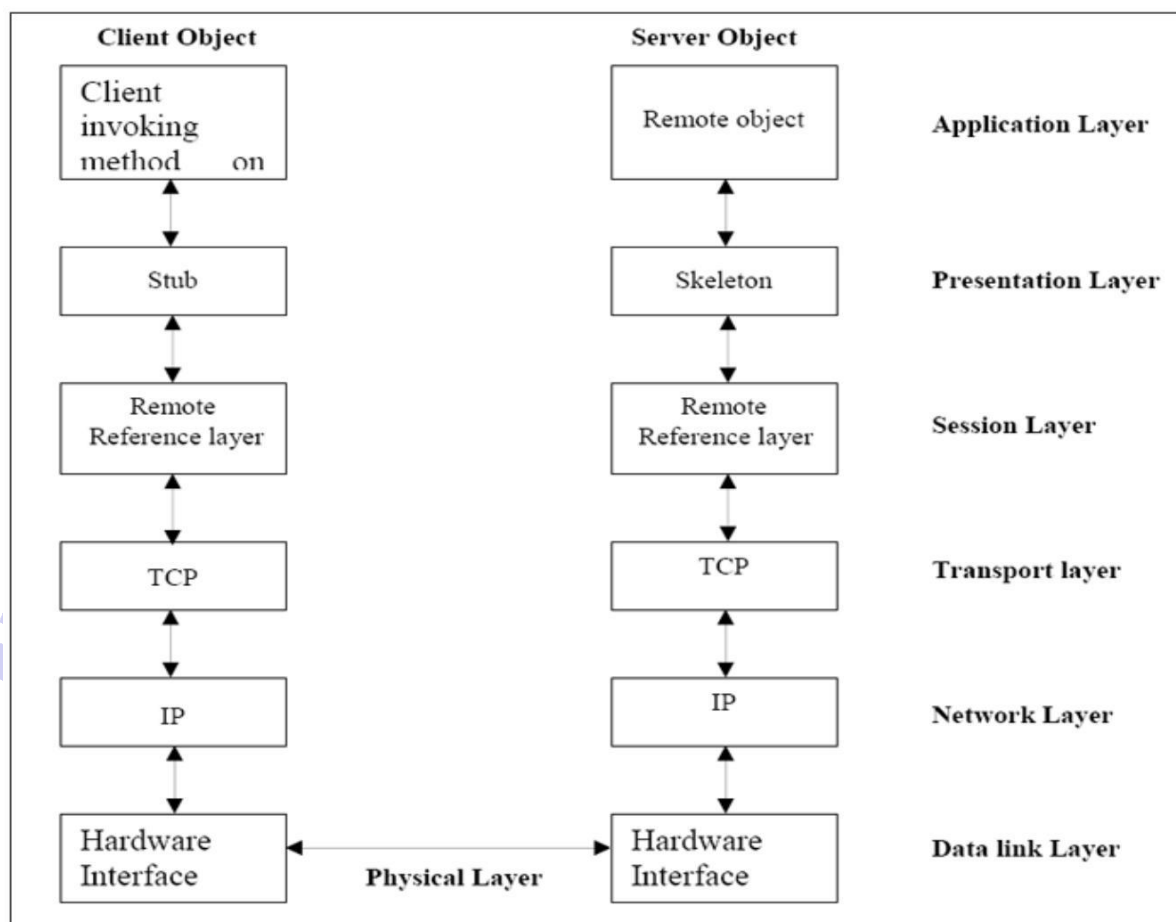 Client Object
Server Object
Client
invoking
method on
Remote object
Application Layer
Stub
Skeleton
Presentation Layer
Remote
Reference layer
Remote
Reference layer
Session Layer
TCP
TCP
Transport layer
IP
IP
Network Layer
Hardware
Interface
Physical Layer
Hardware
Interface
Data link Layer